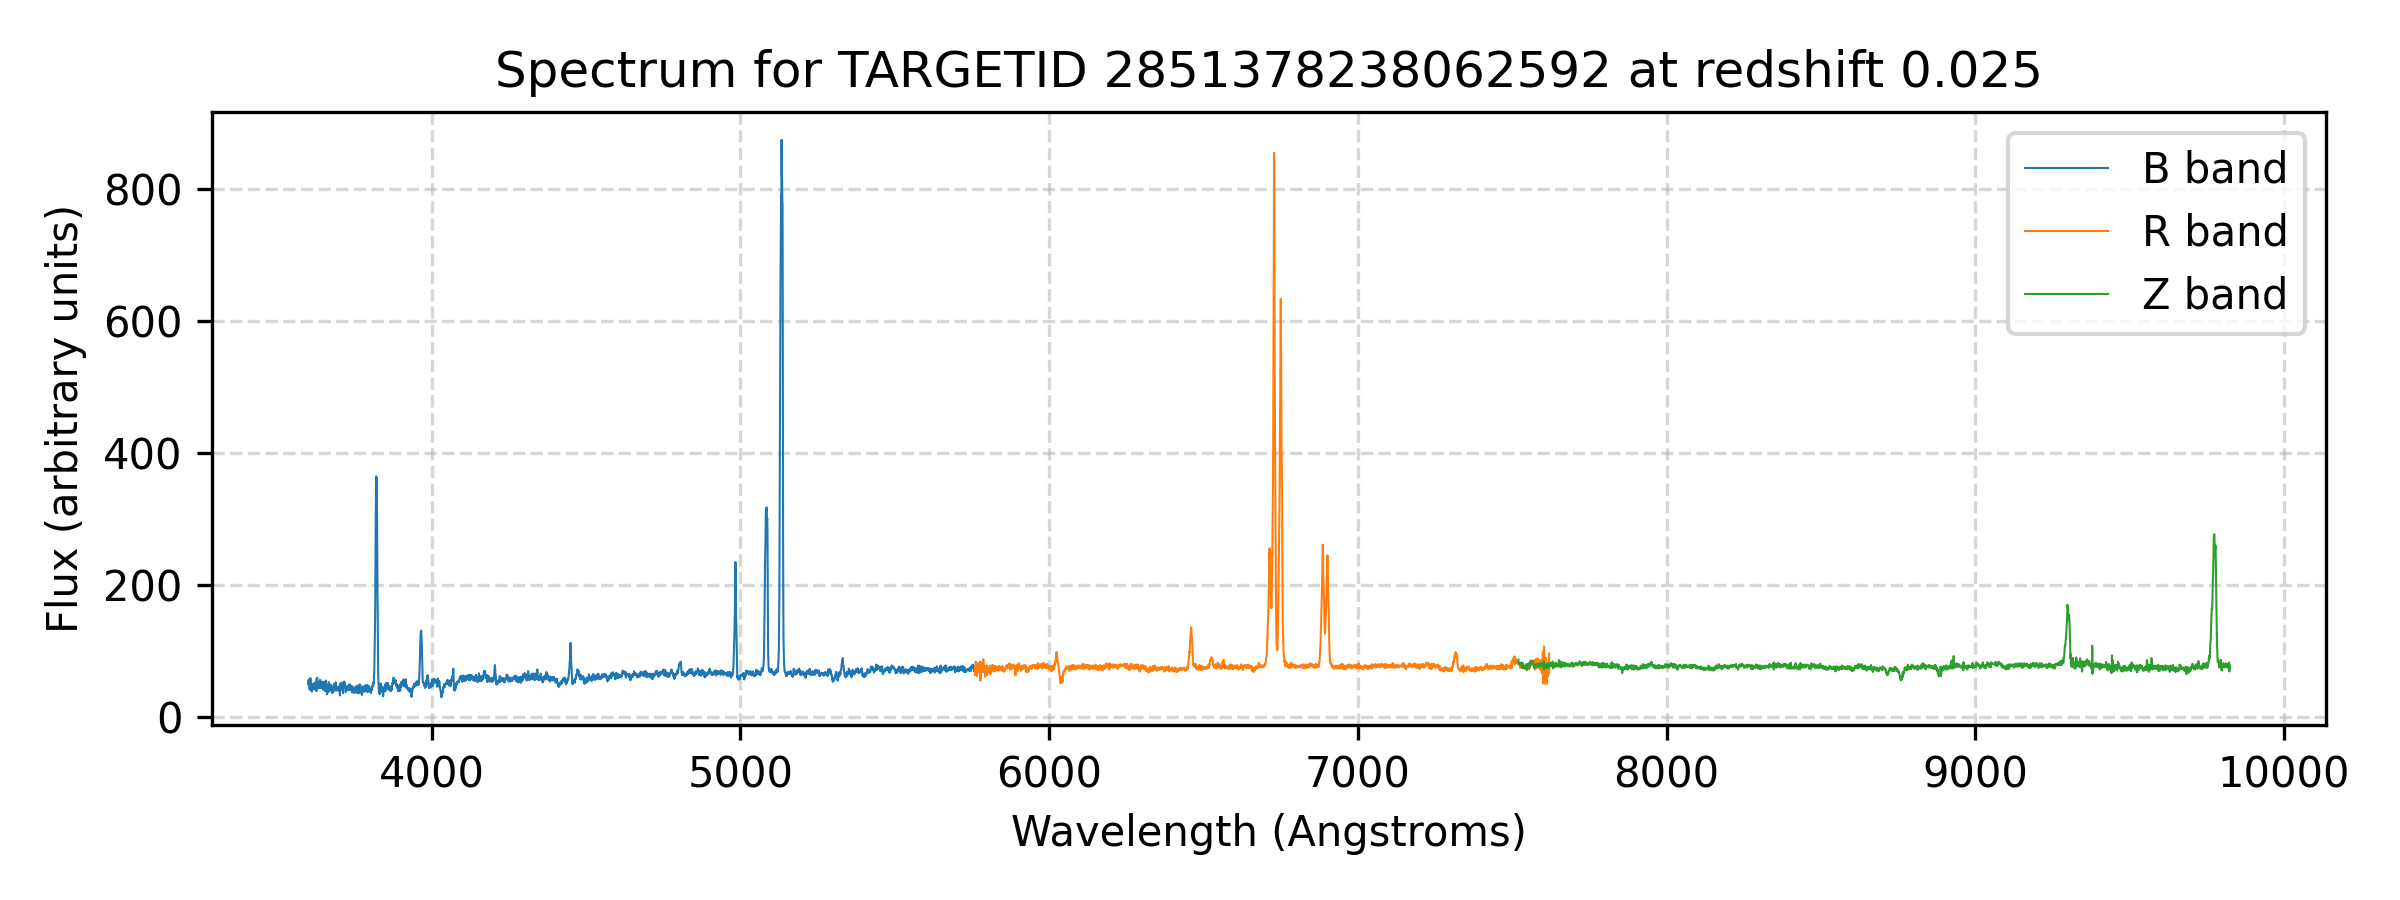 Spectrum for TARGETID 2851378238062592 at redshift 0.025
Flux (arbitrary units)
800
600
400
200
0
B band
R band
Z band
4000 5000 6000 7000 8000 9000 10000
Wavelength (Angstroms)